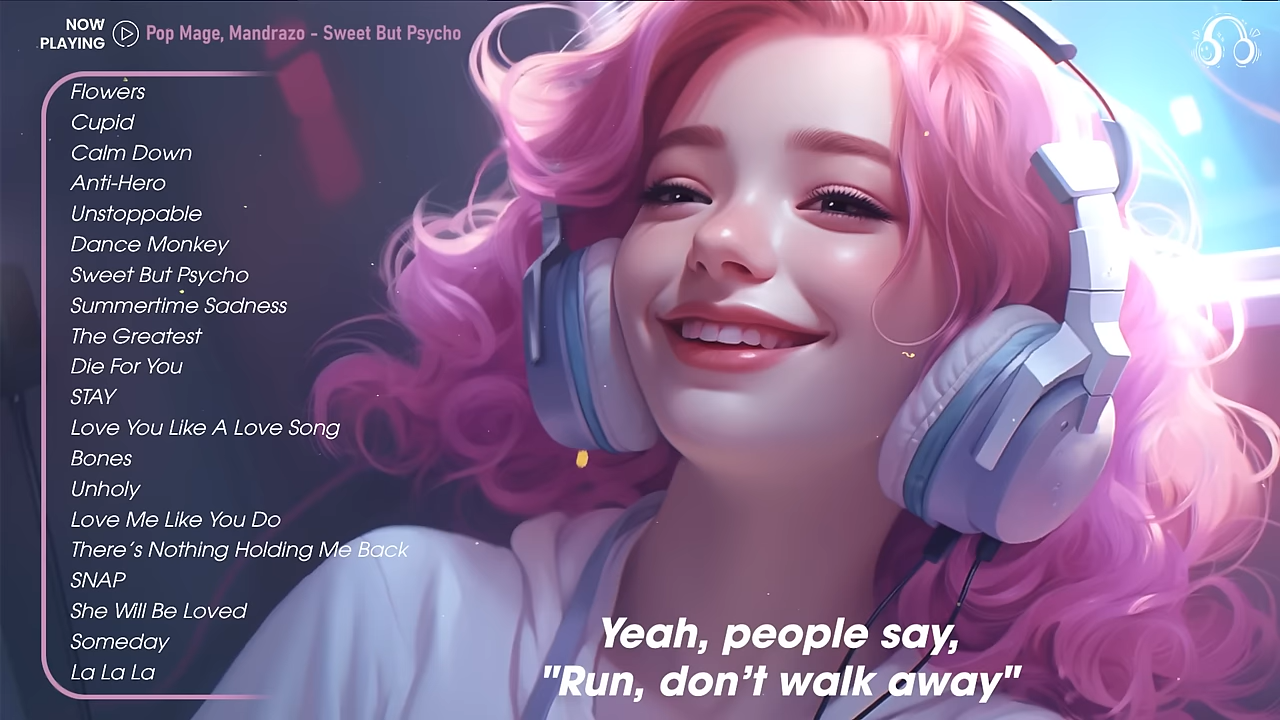 NOW
PLAYING
Pop Mage, Mandrazo - Sweet But Psycho
Flowers
Cupid
Calm Down
Anti-Hero
Unstoppable
Dance Monkey
Sweet But Psycho
Summertime Sadness
The Greatest
Die For You
STAY
Love You Like A Love Song
Bones
Unholy
Love Me Like You Do
There's Nothing Holding Me Back
SNAP
She Will Be Loved
Someday
La La La
Yeah, people say,
"Run, don't walk away"